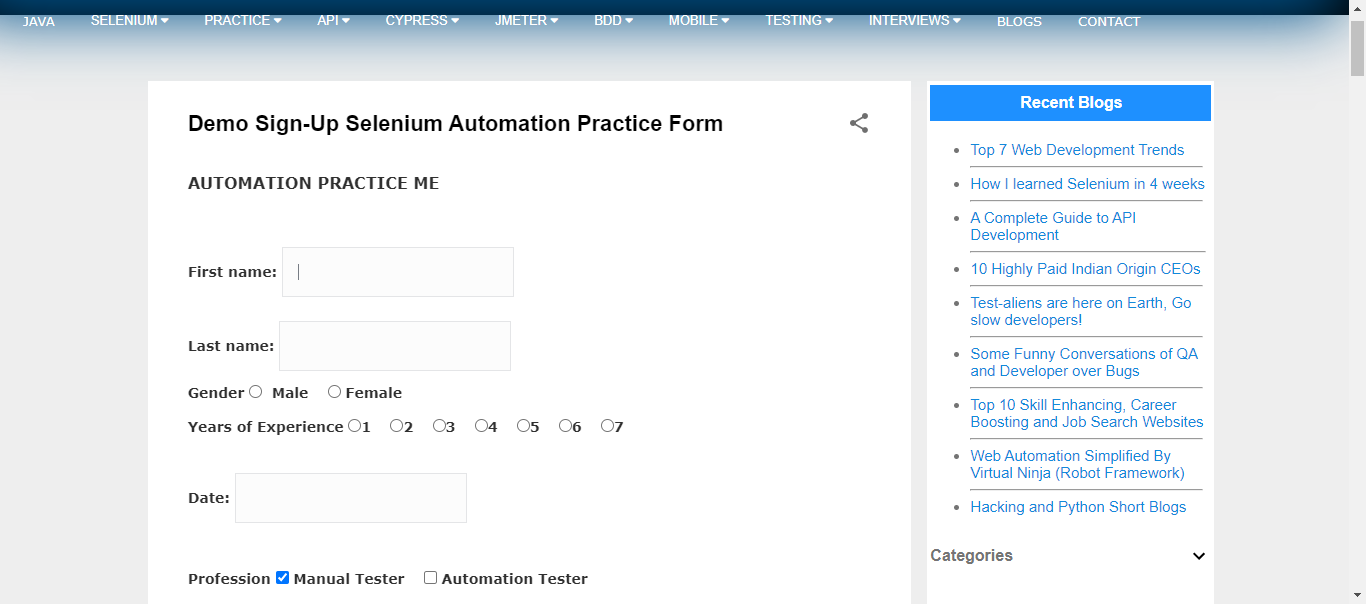 JAVA SELENIUM PRACTICE API CYPRESS JMETER BDD MOBILE TESTING INTERVIEWS BLOGS CONTACT
Demo Sign-Up Selenium Automation Practice Form
AUTOMATION PRACTICE ME
First name:
Last name:
Gender Male Female
Years of Experience 1 2 3 4 5 6 7
Date:
Profession Manual Tester Automation Tester
Recent Blogs
Top 7 Web Development Trends
How I learned Selenium in 4 weeks
A Complete Guide to API
Development
10 Highly Paid Indian Origin CEOs
Test-aliens are here on Earth, Go
slow developers!
Some Funny Conversations of QA
and Developer over Bugs
Top 10 Skill Enhancing, Career
Boosting and Job Search Websites
Web Automation Simplified By
Virtual Ninja (Robot Framework)
Hacking and Python Short Blogs
Categories